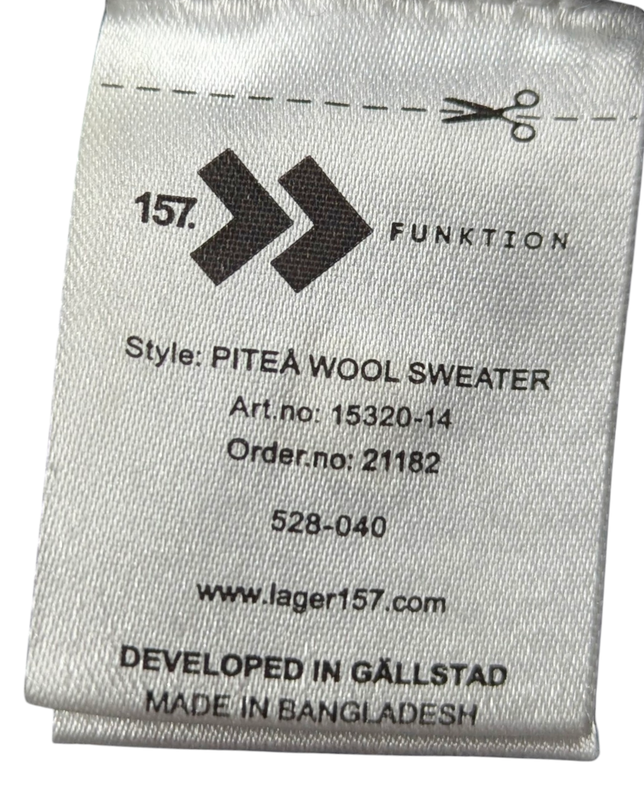 157. FUNKTION
Style: PITEÅ WOOL SWEATER
Art.no: 15320-14
Order.no: 21182
528-040
www.lager157.com
DEVELOPED IN GÄLLSTAD
MADE IN BANGLADESH